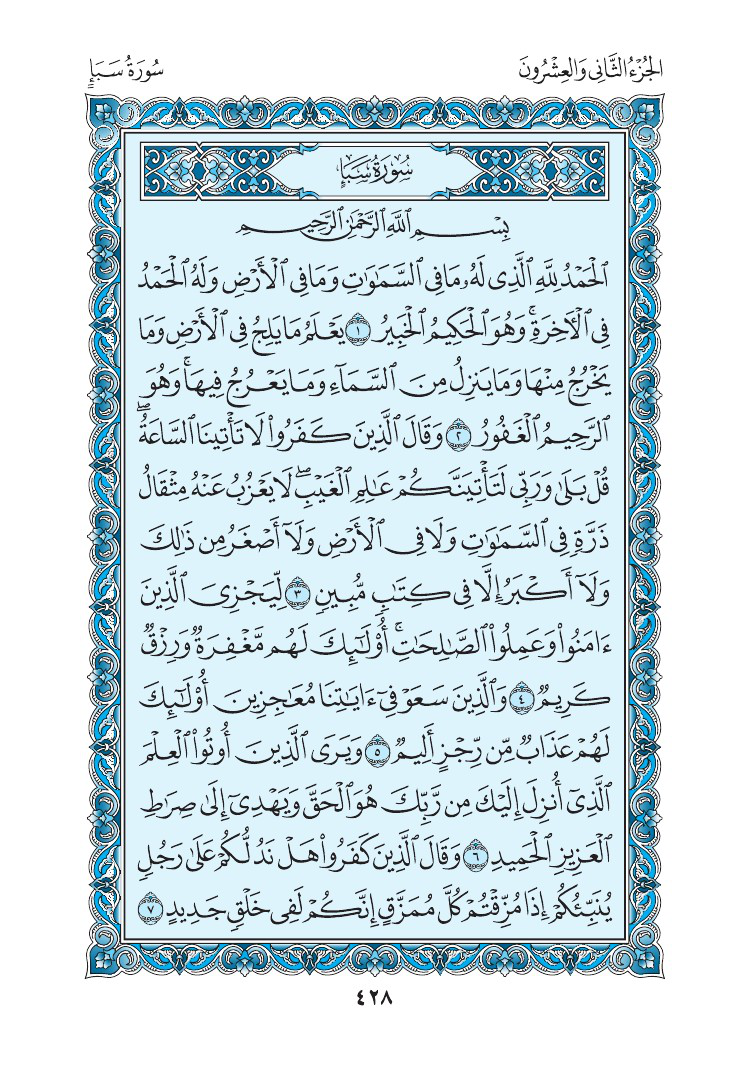 الجُزْءُ الثَّانِي وَالعِشْرُونَ
سُورَةُ سَبَإٍ
سُورَةُ سَبَإٍ
بِسْمِ ٱللَّهِ ٱلرَّحْمَٰنِ ٱلرَّحِيمِ
ٱلْحَمْدُ لِلَّهِ ٱلَّذِى لَهُۥ مَا فِى ٱلسَّمَٰوَٰتِ وَمَا فِى ٱلْأَرْضِ وَلَهُ ٱلْحَمْدُ
فِى ٱلْءَاخِرَةِۚ وَهُوَ ٱلْحَكِيمُ ٱلْخَبِيرُ ١ يَعْلَمُ مَا يَلِجُ فِى ٱلْأَرْضِ وَمَا
يَخْرُجُ مِنْهَا وَمَا يَنزِلُ مِنَ ٱلسَّمَآءِ وَمَا يَعْرُجُ فِيهَاۚ وَهُوَ
ٱلرَّحِيمُ ٱلْغَفُورُ ٢ وَقَالَ ٱلَّذِينَ كَفَرُوا۟ لَا تَأْتِينَا ٱلسَّاعَةُۖ
قُلْ بَلَىٰ وَرَبِّى لَتَأْتِيَنَّكُمْ عَٰلِمِ ٱلْغَيْبِۖ لَا يَعْزُبُ عَنْهُ مِثْقَالُ
ذَرَّةٍ فِى ٱلسَّمَٰوَٰتِ وَلَا فِى ٱلْأَرْضِ وَلَآ أَصْغَرُ مِن ذَٰلِكَ
وَلَآ أَكْبَرُ إِلَّا فِى كِتَٰبٍ مُّبِينٍ ٣ لِّيَجْزِىَ ٱلَّذِينَ
ءَامَنُوا۟ وَعَمِلُوا۟ ٱلصَّٰلِحَٰتِۚ أُو۟لَٰٓئِكَ لَهُم مَّغْفِرَةٌ وَرِزْقٌ
كَرِيمٌ ٤ وَٱلَّذِينَ سَعَوْ فِىٓ ءَايَٰتِنَا مُعَٰجِزِينَ أُو۟لَٰٓئِكَ
لَهُمْ عَذَابٌ مِّن رِّجْزٍ أَلِيمٌ ٥ وَيَرَى ٱلَّذِينَ أُوتُوا۟ ٱلْعِلْمَ
ٱلَّذِىٓ أُنزِلَ إِلَيْكَ مِن رَّبِّكَ هُوَ ٱلْحَقَّ وَيَهْدِىٓ إِلَىٰ صِرَٰطِ
ٱلْعَزِيزِ ٱلْحَمِيدِ ٦ وَقَالَ ٱلَّذِينَ كَفَرُوا۟ هَلْ نَدُلُّكُمْ عَلَىٰ رَجُلٍ
يُنَبِّئُكُمْ إِذَا مُزِّقْتُمْ كُلَّ مُمَزَّقٍ إِنَّكُمْ لَفِى خَلْقٍ جَدِيدٍ ٧
٤٢٨